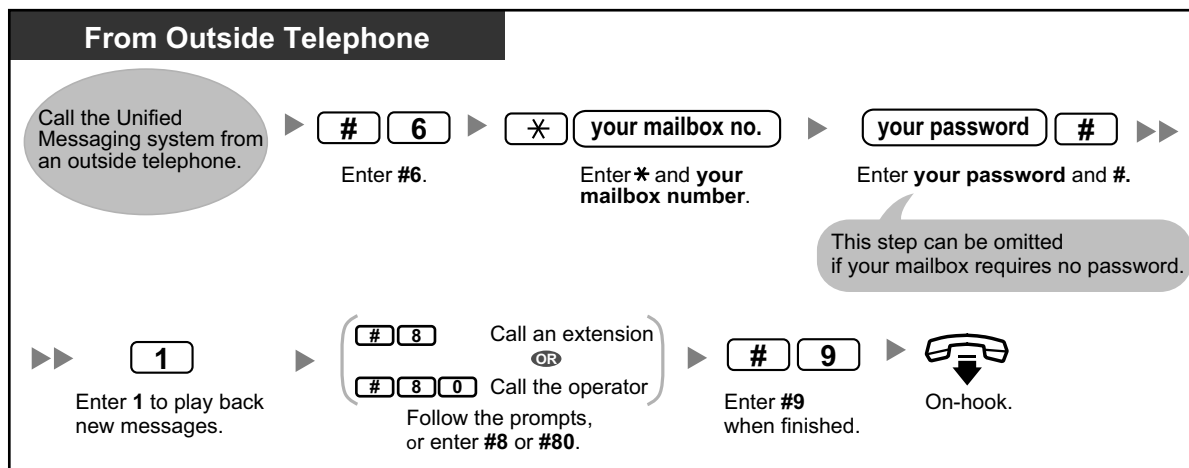 From Outside Telephone
Call the Unified
Messaging system from
an outside telephone.
# 6
Enter #6.
* your mailbox no.
Enter * and your
mailbox number.
your password #
Enter your password and #.
This step can be omitted
if your mailbox requires no password.
1
Enter 1 to play back
new messages.
# 8 Call an extension
OR
# 8 0 Call the operator
Follow the prompts,
or enter #8 or #80.
# 9
Enter #9
when finished.
On-hook.